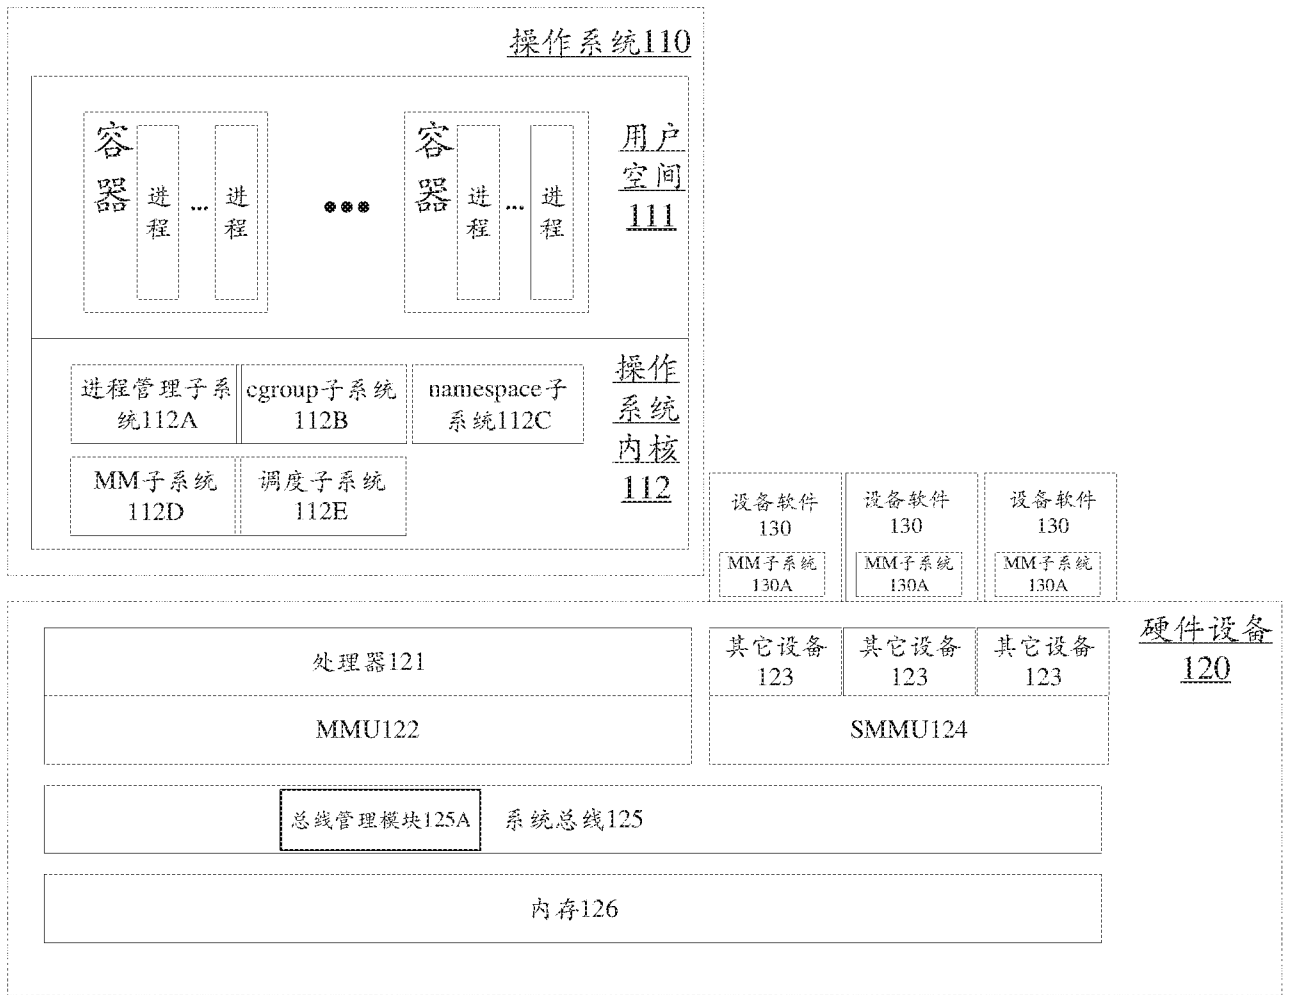 操作系统110
容器
进程
...
进程
容器
进程
...
进程
用户
空间
111
进程管理子系
统112A
cgroup子系统
112B
namespace子
系统112C
操作
系统
内核
112
MM子系统
112D
调度子系统
112E
设备软件
130
MM子系统
130A
设备软件
130
MM子系统
130A
设备软件
130
MM子系统
130A
硬件设备
120
处理器121
其它设备
123
其它设备
123
其它设备
123
MMU122
SMMU124
总线管理模块125A
系统总线125
内存126